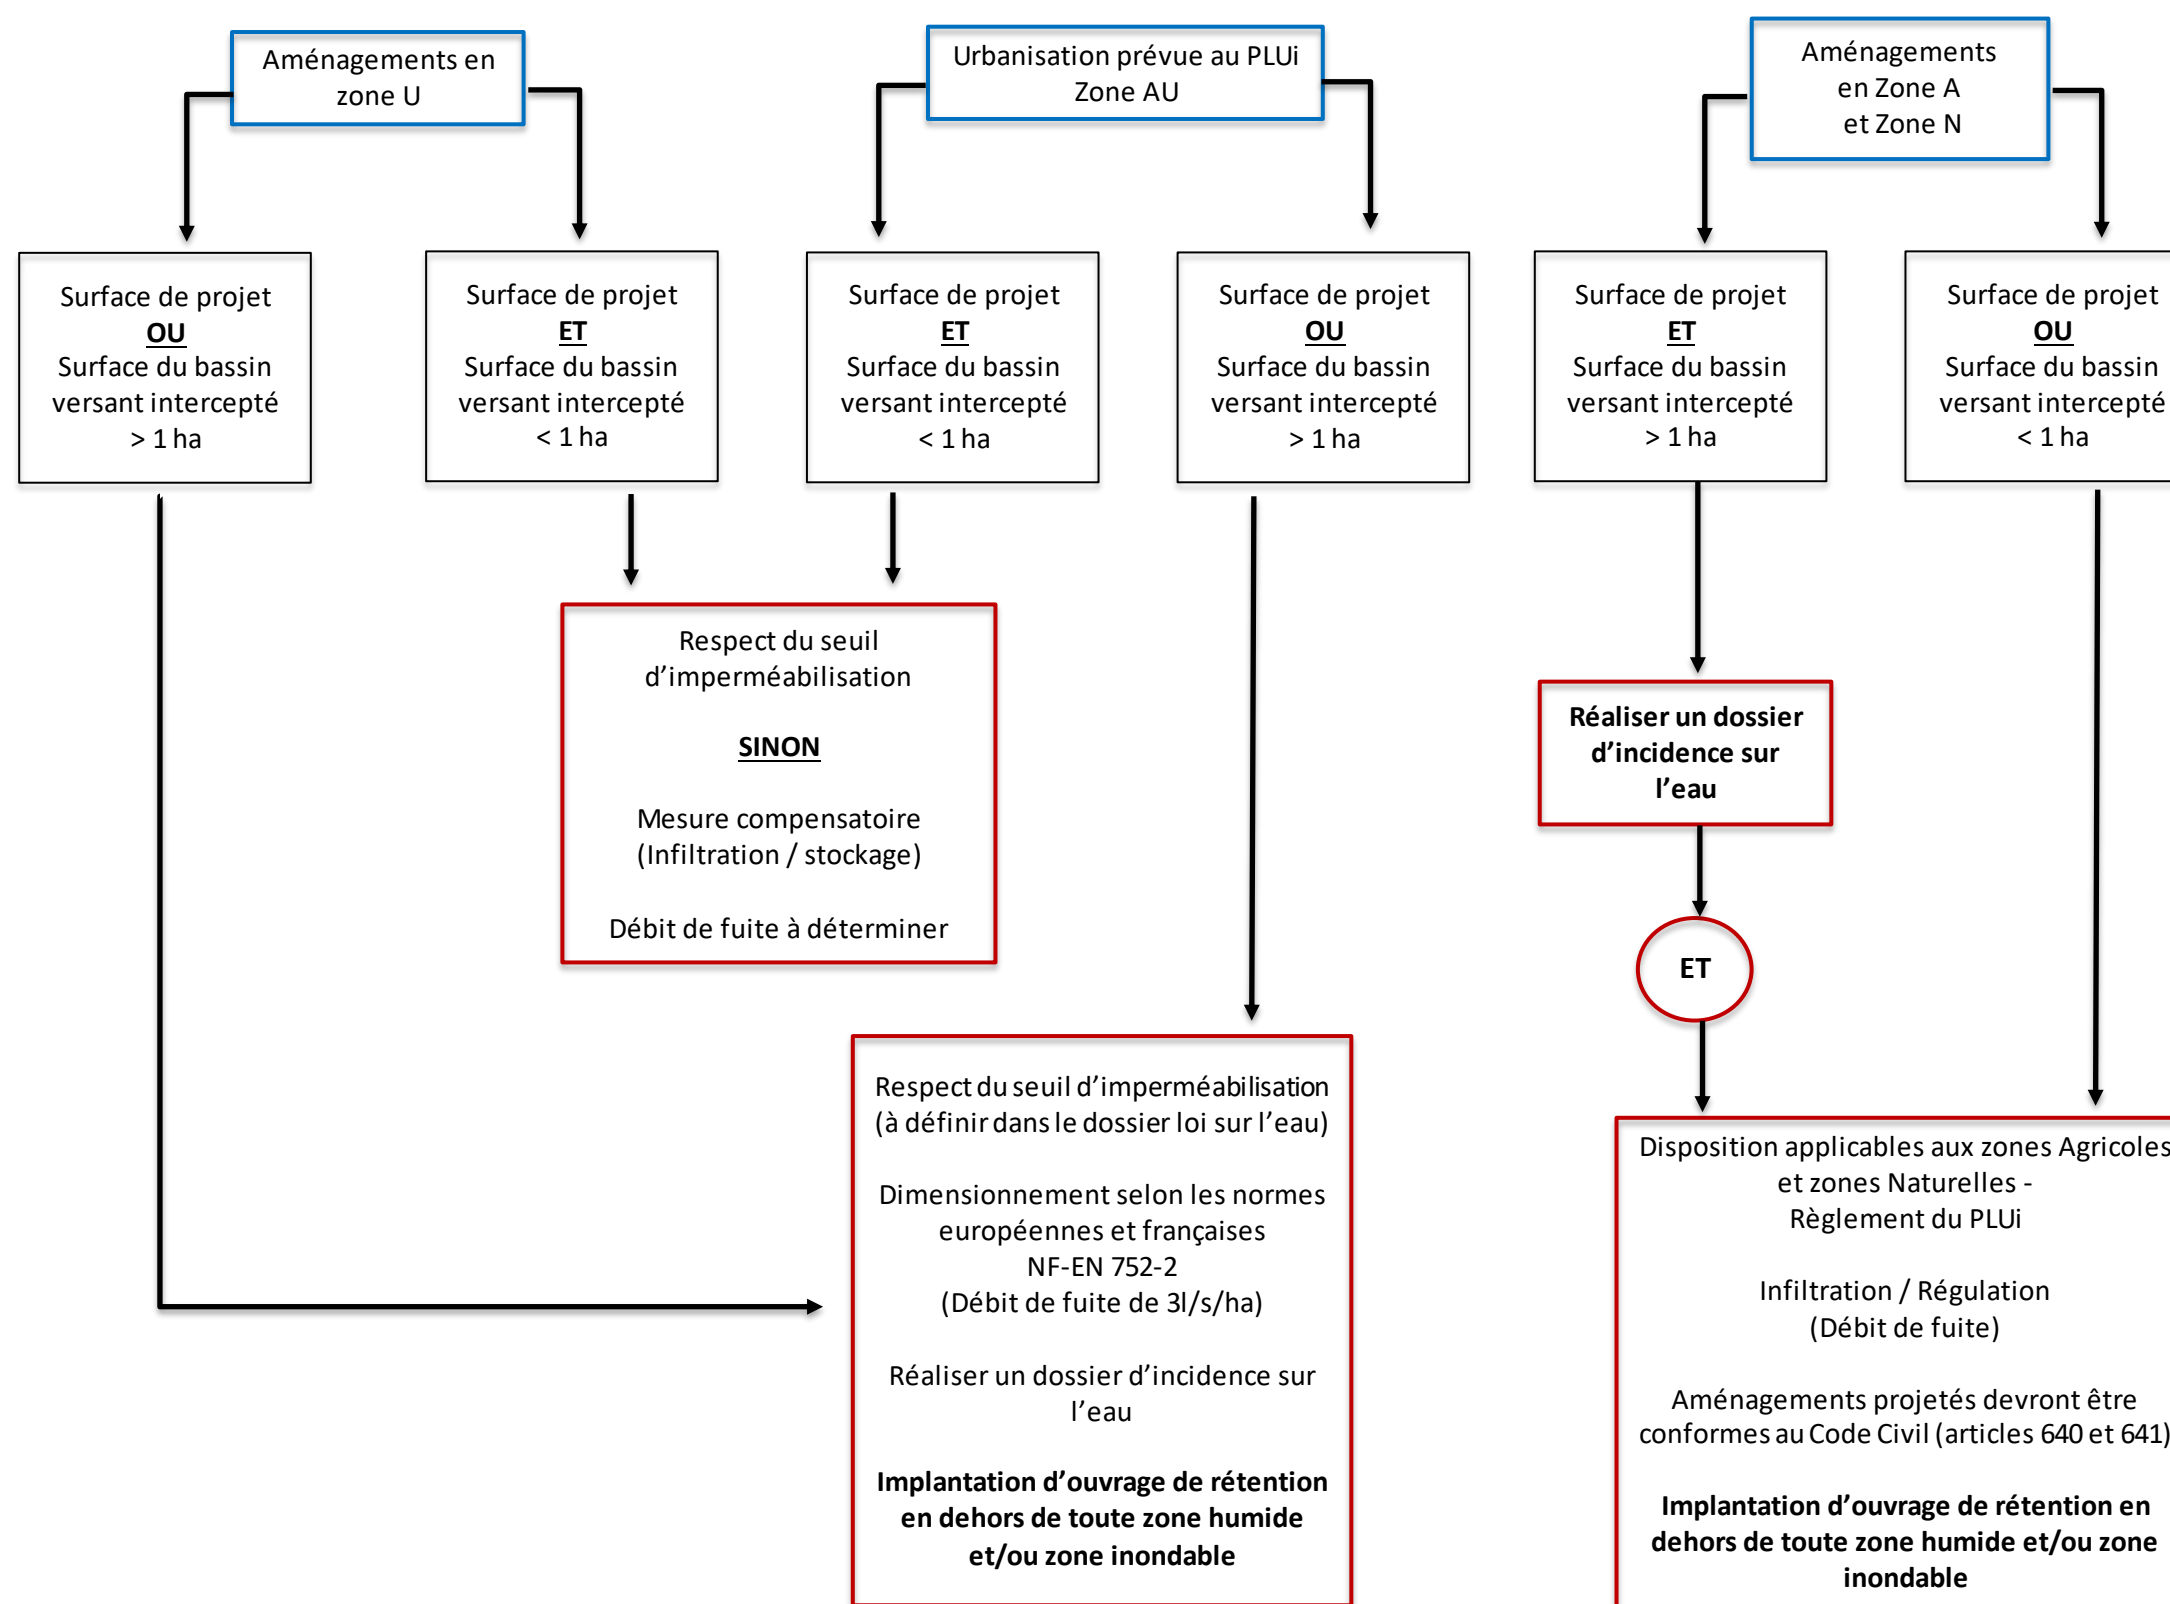 Aménagements en
zone U
Urbanisation prévue au PLUi
Zone AU
Aménagements
en Zone A
et Zone N
Surface de projet
OU
Surface du bassin
versant intercepté
> 1 ha
Surface de projet
ET
Surface du bassin
versant intercepté
< 1 ha
Surface de projet
ET
Surface du bassin
versant intercepté
< 1 ha
Surface de projet
OU
Surface du bassin
versant intercepté
> 1 ha
Surface de projet
ET
Surface du bassin
versant intercepté
> 1 ha
Surface de projet
OU
Surface du bassin
versant intercepté
< 1 ha
Respect du seuil
d’imperméabilisation
SINON
Mesure compensatoire
(Infiltration / stockage)
Débit de fuite à déterminer
Réaliser un dossier
d’incidence sur
l’eau
ET
Respect du seuil d’imperméabilisation
(à définir dans le dossier loi sur l’eau)
Dimensionnement selon les normes
européennes et françaises
NF-EN 752-2
(Débit de fuite de 3l/s/ha)
Réaliser un dossier d’incidence sur
l’eau
Implantation d’ouvrage de rétention
en dehors de toute zone humide
et/ou zone inondable
Disposition applicables aux zones Agricoles
et zones Naturelles -
Règlement du PLUi
Infiltration / Régulation
(Débit de fuite)
Aménagements projetés devront être
conformes au Code Civil (articles 640 et 641)
Implantation d’ouvrage de rétention en
dehors de toute zone humide et/ou zone
inondable